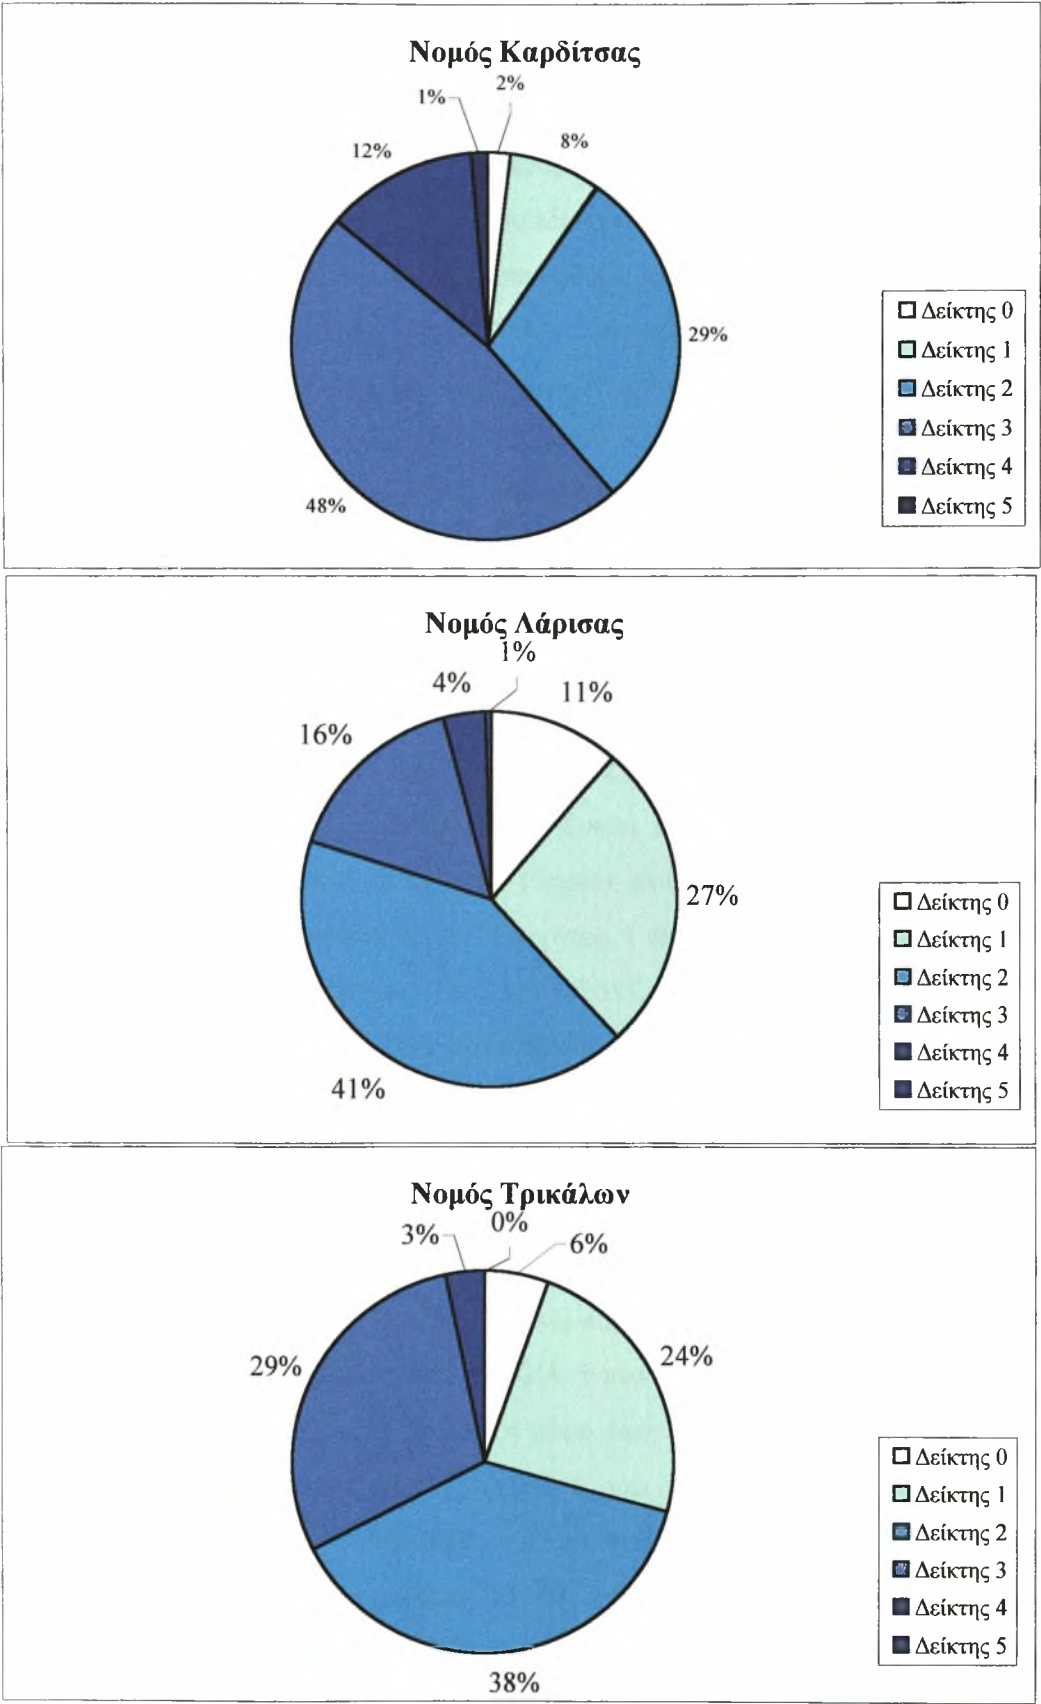 Νομός Καρδίτσας
2%
1%
8%
12%
29%
48%
Δείκτης 0
Δείκτης 1
Δείκτης 2
Δείκτης 3
Δείκτης 4
Δείκτης 5
Νομός Λάρισας
1%
4%
11%
16%
27%
41%
Δείκτης 0
Δείκτης 1
Δείκτης 2
Δείκτης 3
Δείκτης 4
Δείκτης 5
Νομός Τρικάλων
0%
3%
6%
24%
29%
38%
Δείκτης 0
Δείκτης 1
Δείκτης 2
Δείκτης 3
Δείκτης 4
Δείκτης 5